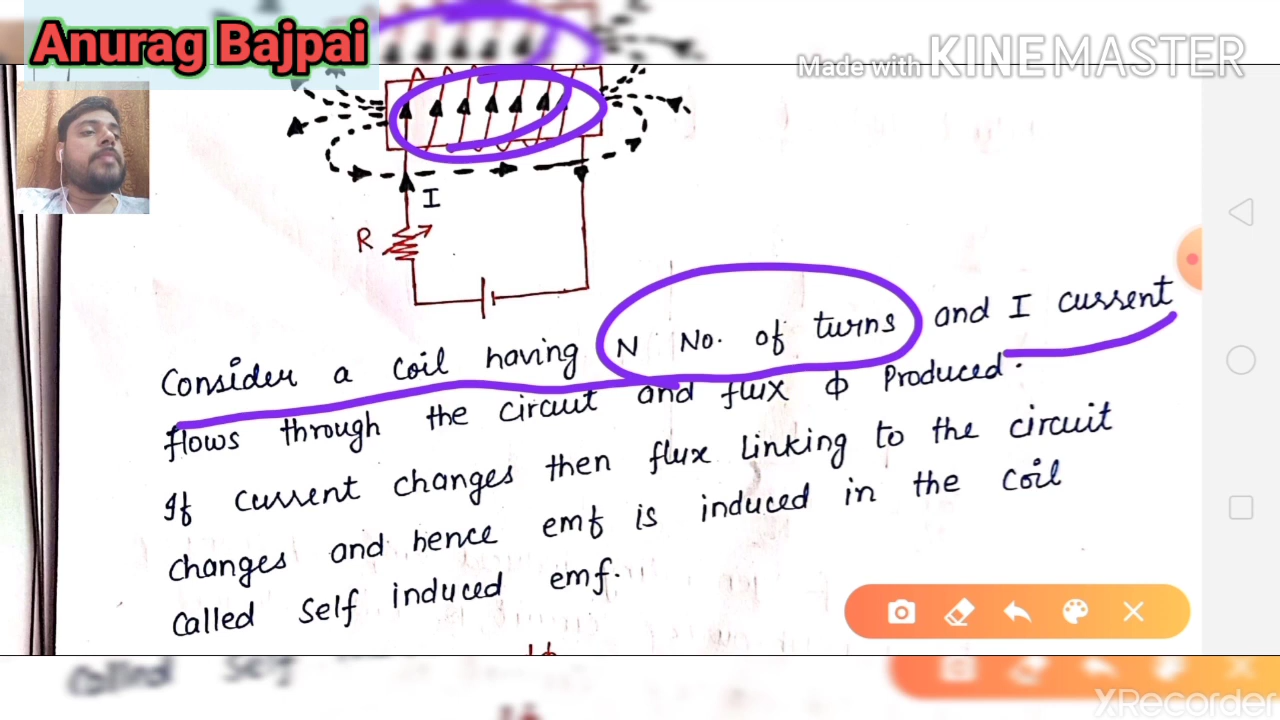 Anurag Bajpai
Made with KINEMASTER
I
R
Consider a coil having N No. of turns and I current
flows through the circuit and flux ϕ Produced.
If current changes then flux linking to the circuit
changes and hence emf is induced in the coil
called Self induced emf.
called Self
XRecorder